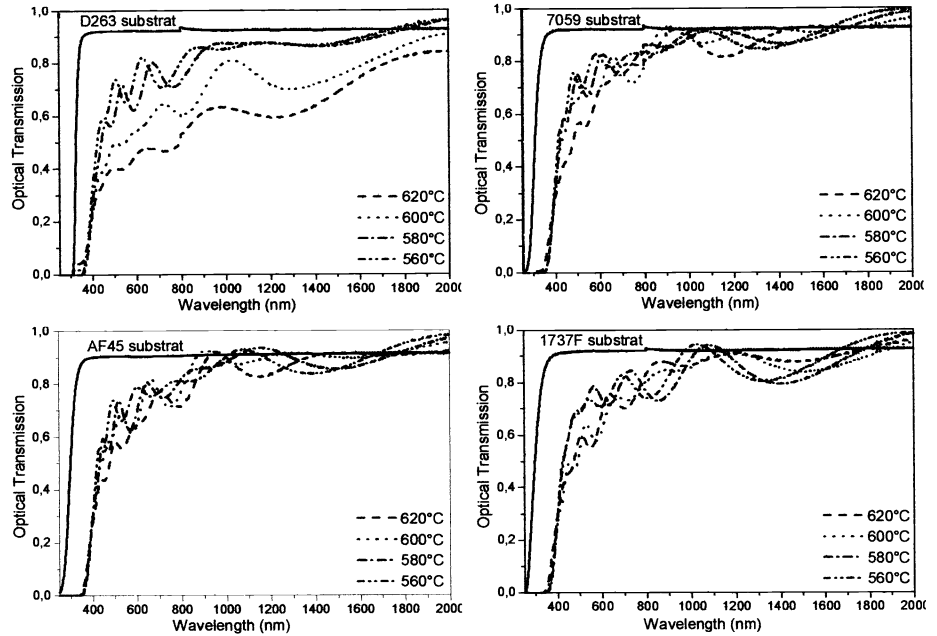 D263 substrat
1,0
0,8
0,6
0,4
0,2
0,0
Optical Transmission
620°C
600°C
580°C
560°C
400 600 800 1000 1200 1400 1600 1800 2000
Wavelength (nm)
7059 substrat
1,0
0,8
0,6
0,4
0,2
0,0
Optical Transmission
620°C
600°C
580°C
560°C
400 600 800 1000 1200 1400 1600 1800 2000
Wavelength (nm)
AF45 substrat
1,0
0,8
0,6
0,4
0,2
0,0
Optical Transmission
620°C
600°C
580°C
560°C
400 600 800 1000 1200 1400 1600 1800 2000
Wavelength (nm)
1737F substrat
1,0
0,8
0,6
0,4
0,2
0,0
Optical Transmission
620°C
600°C
580°C
560°C
400 600 800 1000 1200 1400 1600 1800 2000
Wavelength (nm)